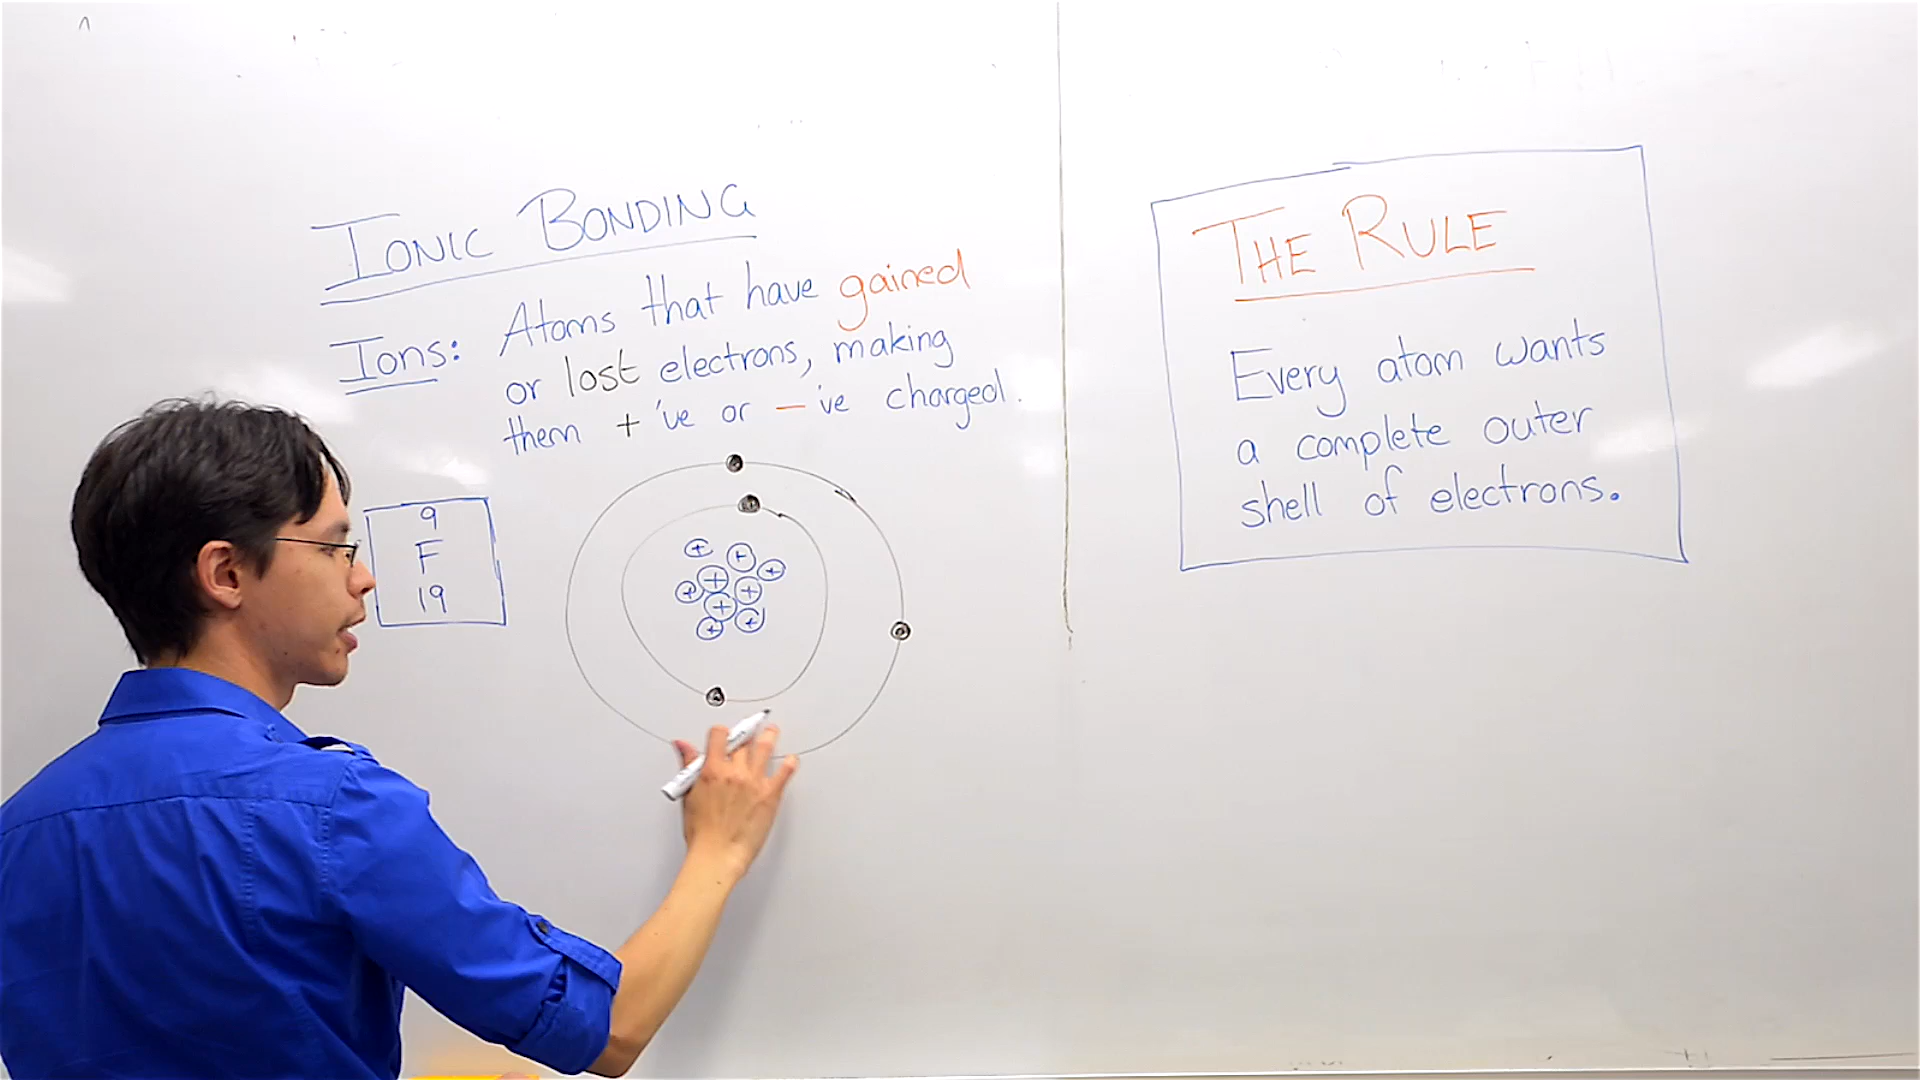 IONIC BONDING
Ions: Atoms that have gained
or lost electrons, making
them +'ve or -'ve charged.
9
F
19
+ +
+ + +
+ +
+ +
THE RULE
Every atom wants
a complete outer
shell of electrons.